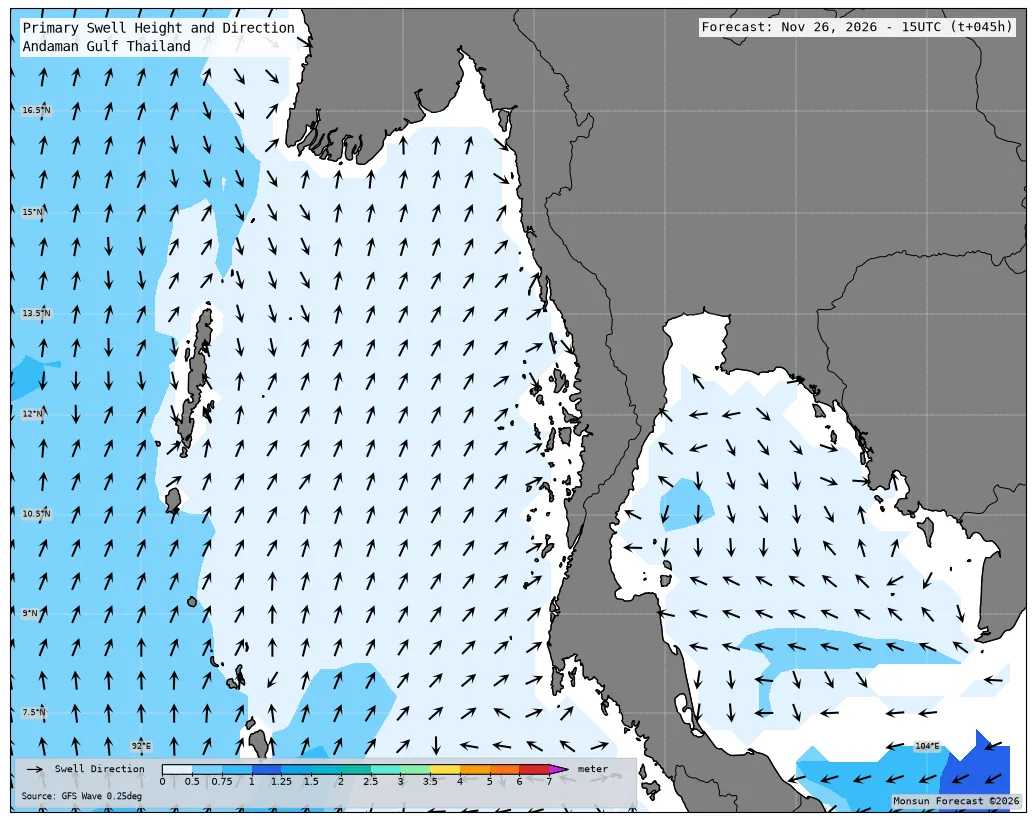 Primary Swell Height and Direction
Andaman Gulf Thailand
Forecast: Nov 26, 2026 - 15UTC (t+045h)
16.5°N
15°N
13.5°N
12°N
10.5°N
9°N
7.5°N
92°E
104°E
Swell Direction
meter
0 0.5 0.75 1.25 1.5 2 2.5 3 3.5 4 5 6 7
Source: GFS Wave 0.25deg
Monsun Forecast ©2026